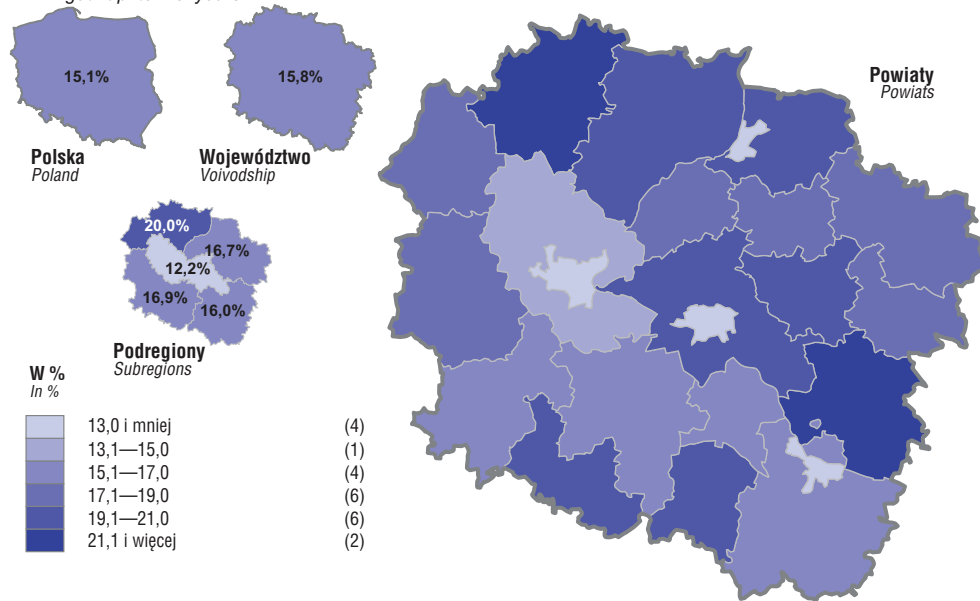 15,1%
15,8%
Polska
Poland
Województwo
Voivodship
Powiaty
Powiats
20,0%
16,7%
12,2%
16,9%
16,0%
Podregiony
Subregions
W %
In %
13,0 i mniej (4)
13,1—15,0 (1)
15,1—17,0 (4)
17,1—19,0 (6)
19,1—21,0 (6)
21,1 i więcej (2)